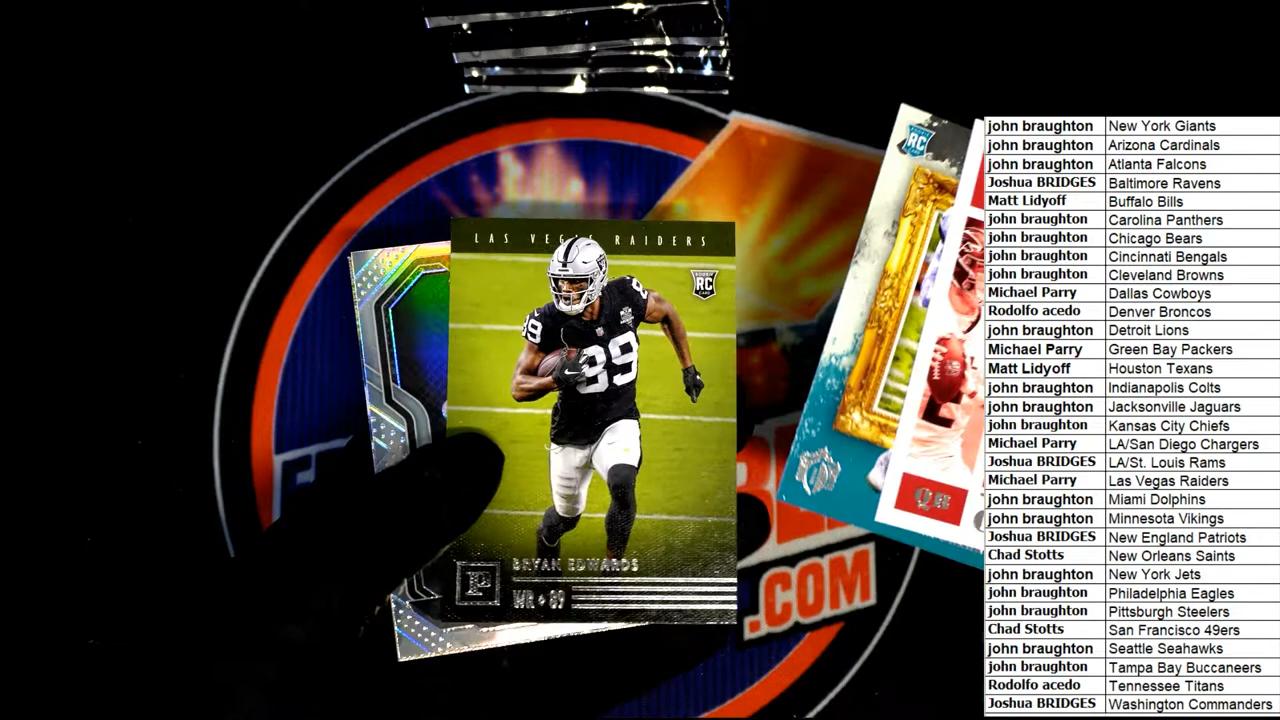 LAS VEGAS RAIDERS
ROOKIE
RC
CARD
RC
89
89
BRYAN EDWARDS
P
WR • 89
QB
.COM
john braughton New York Giants
john braughton Arizona Cardinals
john braughton Atlanta Falcons
Joshua BRIDGES Baltimore Ravens
Matt Lidyoff Buffalo Bills
john braughton Carolina Panthers
john braughton Chicago Bears
john braughton Cincinnati Bengals
john braughton Cleveland Browns
Michael Parry Dallas Cowboys
Rodolfo acedo Denver Broncos
john braughton Detroit Lions
Michael Parry Green Bay Packers
Matt Lidyoff Houston Texans
john braughton Indianapolis Colts
john braughton Jacksonville Jaguars
john braughton Kansas City Chiefs
Michael Parry LA/San Diego Chargers
Joshua BRIDGES LA/St. Louis Rams
Michael Parry Las Vegas Raiders
john braughton Miami Dolphins
john braughton Minnesota Vikings
Joshua BRIDGES New England Patriots
Chad Stotts New Orleans Saints
john braughton New York Jets
john braughton Philadelphia Eagles
john braughton Pittsburgh Steelers
Chad Stotts San Francisco 49ers
john braughton Seattle Seahawks
john braughton Tampa Bay Buccaneers
Rodolfo acedo Tennessee Titans
Joshua BRIDGES Washington Commanders